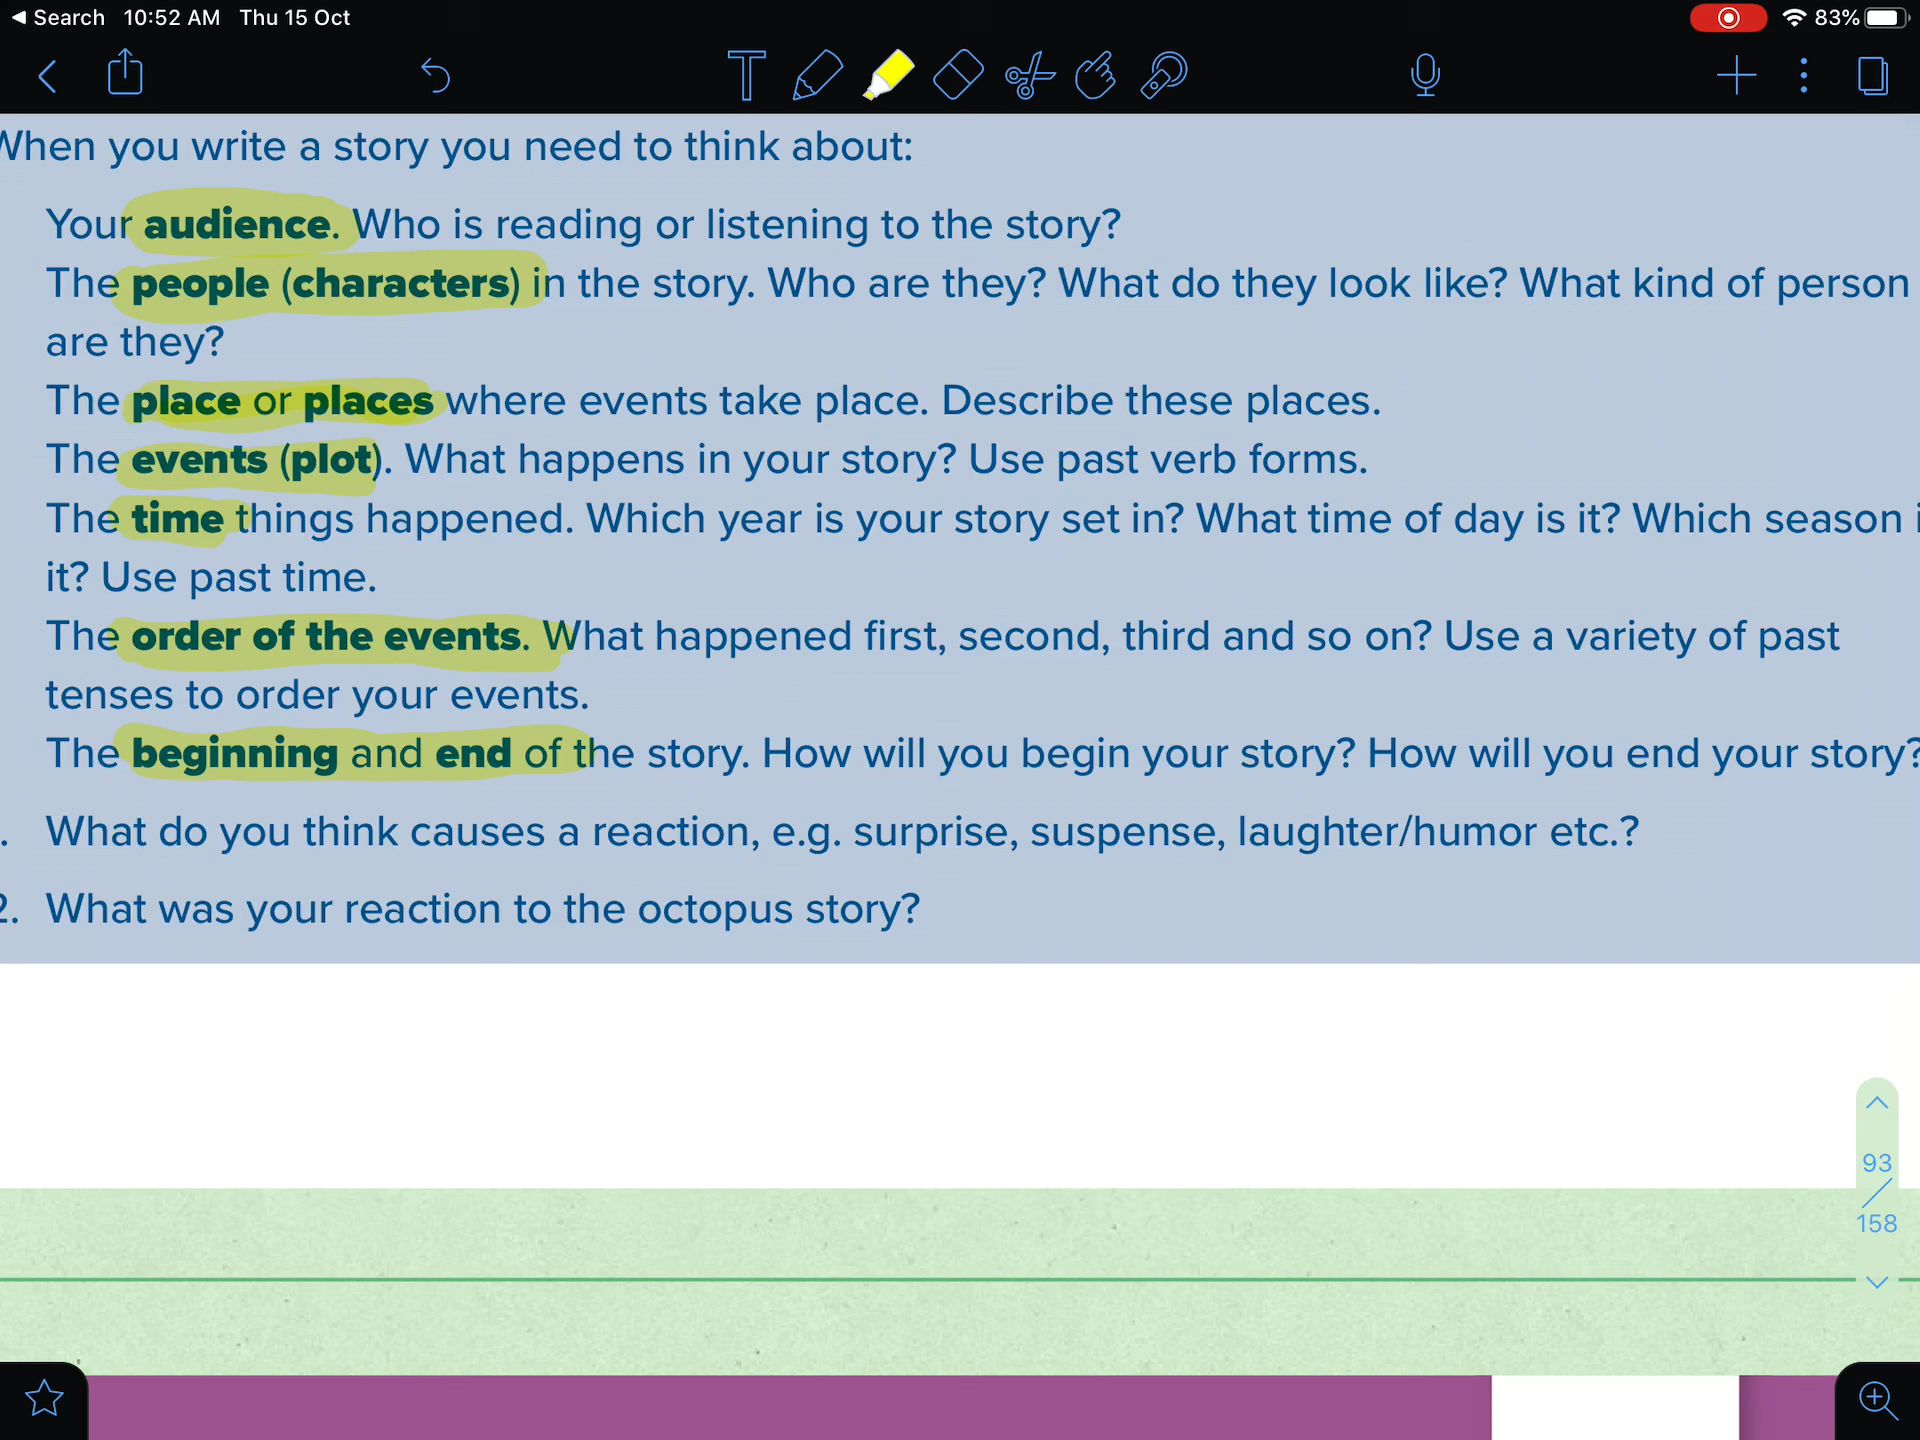 Search 10:52 AM Thu 15 Oct
83%
When you write a story you need to think about:
Your audience. Who is reading or listening to the story?
The people (characters) in the story. Who are they? What do they look like? What kind of person
are they?
The place or places where events take place. Describe these places.
The events (plot). What happens in your story? Use past verb forms.
The time things happened. Which year is your story set in? What time of day is it? Which season i
it? Use past time.
The order of the events. What happened first, second, third and so on? Use a variety of past
tenses to order your events.
The beginning and end of the story. How will you begin your story? How will you end your story?
. What do you think causes a reaction, e.g. surprise, suspense, laughter/humor etc.?
2. What was your reaction to the octopus story?
93
/
158